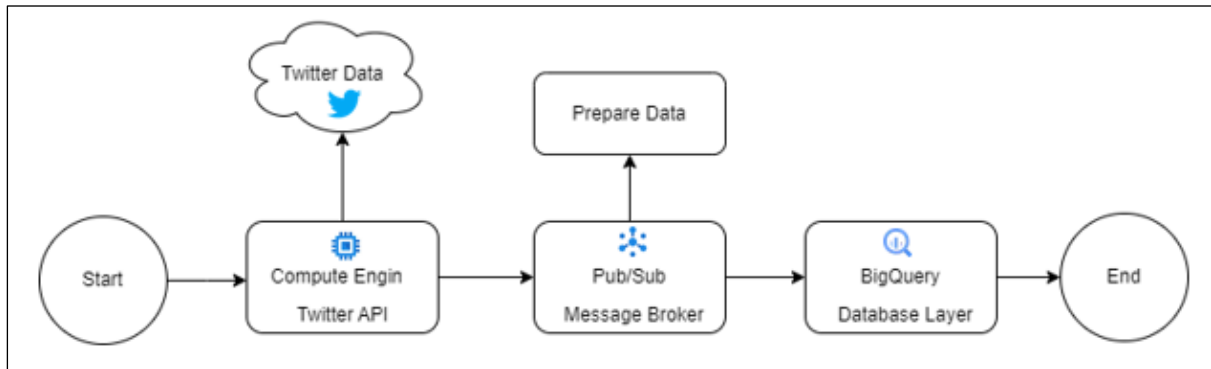 Twitter Data
Prepare Data
Start
Compute Engin
Twitter API
Pub/Sub
Message Broker
BigQuery
Database Layer
End